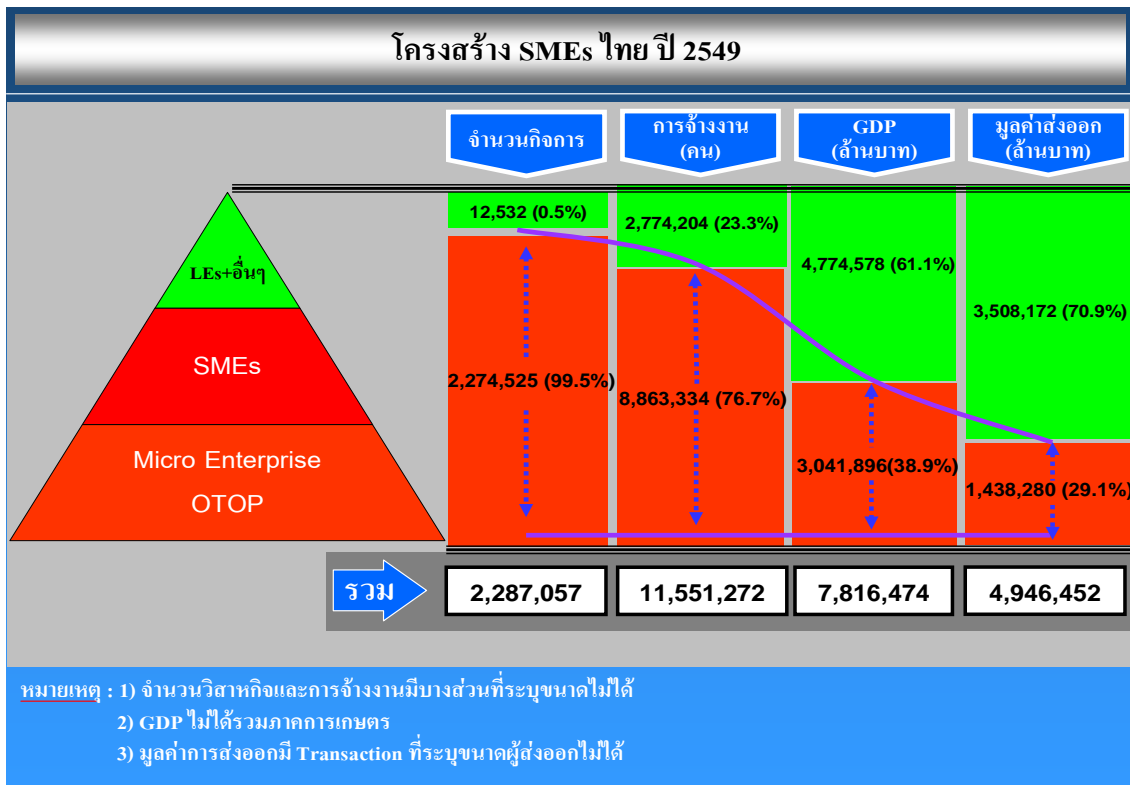 โครงสร้าง SMEs ไทย ปี 2549
จำนวนกิจการ
การจ้างงาน
(คน)
GDP
(ล้านบาท)
มูลค่าส่งออก
(ล้านบาท)
LEs+อื่นๆ
SMEs
Micro Enterprise
OTOP
12,532 (0.5%)
2,774,204 (23.3%)
4,774,578 (61.1%)
3,508,172 (70.9%)
2,274,525 (99.5%)
8,863,334 (76.7%)
3,041,896(38.9%)
1,438,280 (29.1%)
รวม
2,287,057
11,551,272
7,816,474
4,946,452
หมายเหตุ : 1) จำนวนวิสาหกิจและการจ้างงานมีบางส่วนที่ระบุขนาดไม่ได้
2) GDP ไม่ได้รวมภาคการเกษตร
3) มูลค่าการส่งออกมี Transaction ที่ระบุขนาดผู้ส่งออกไม่ได้